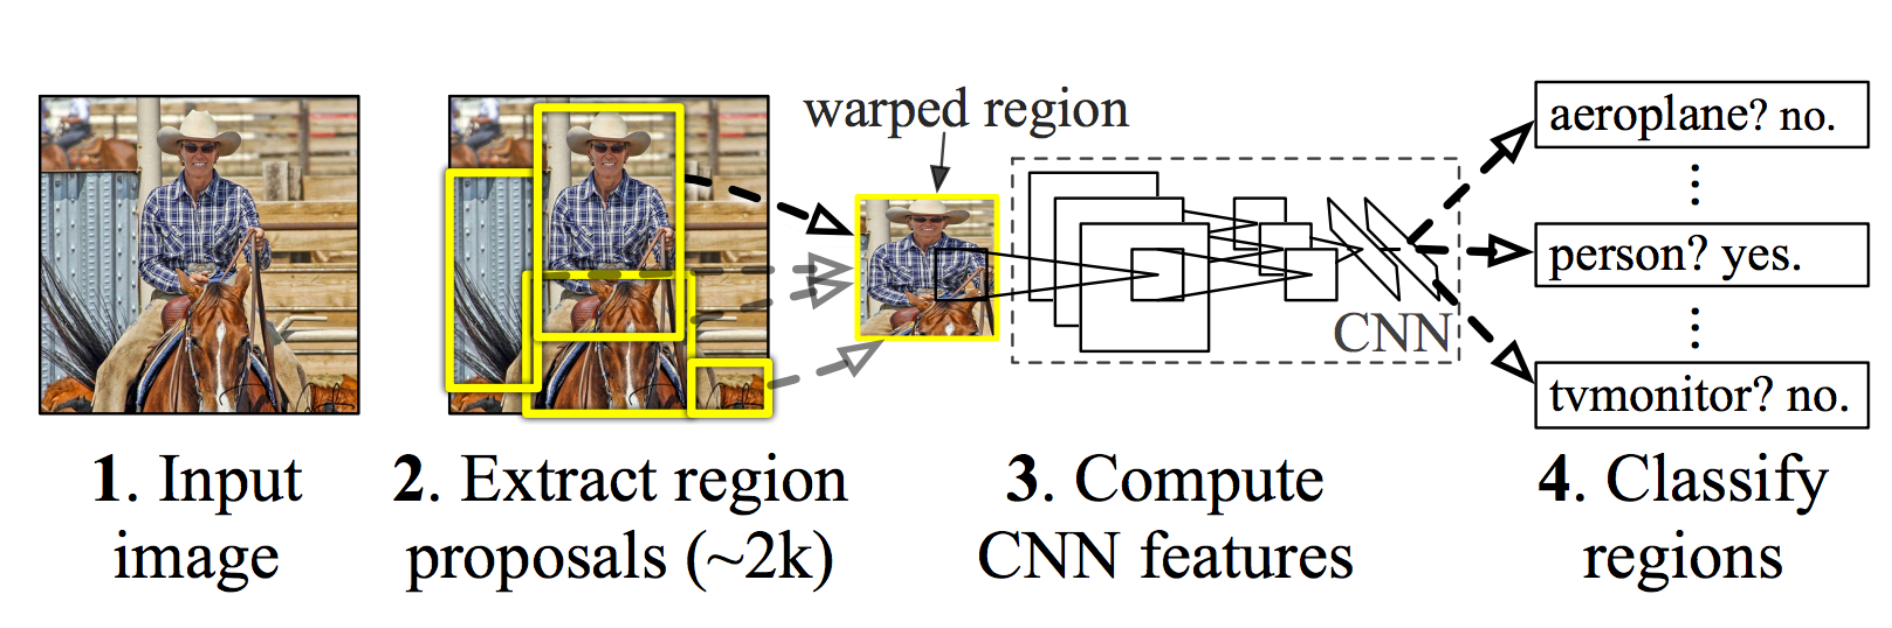 warped region
aeroplane? no.
person? yes.
tvmonitor? no.
CNN
1. Input
image
2. Extract region
proposals (~2k)
3. Compute
CNN features
4. Classify
regions